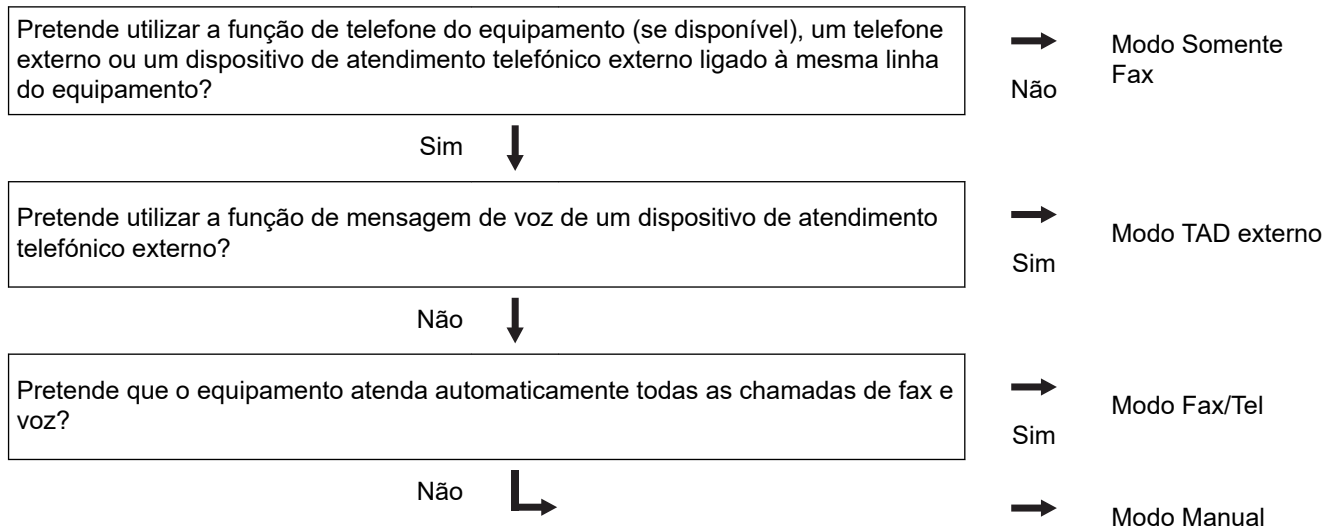 Pretende utilizar a função de telefone do equipamento (se disponível), um telefone
externo ou um dispositivo de atendimento telefónico externo ligado à mesma linha
do equipamento?
Não
Modo Somente
Fax
Sim
Pretende utilizar a função de mensagem de voz de um dispositivo de atendimento
telefónico externo?
Sim
Modo TAD externo
Não
Pretende que o equipamento atenda automaticamente todas as chamadas de fax e
voz?
Sim
Modo Fax/Tel
Não
Modo Manual